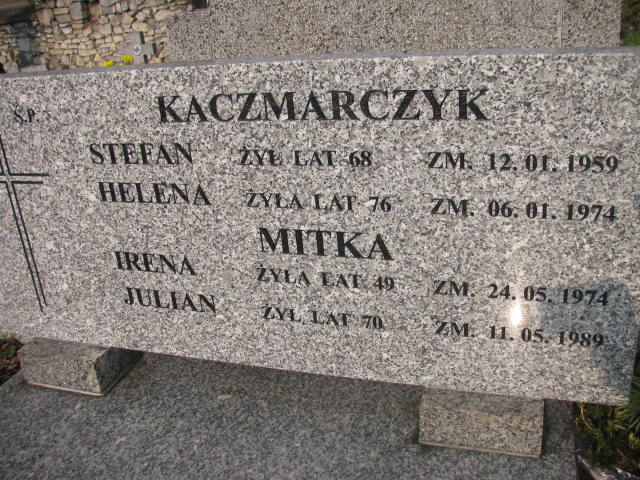 Ś.P.
KACZMARCZYK
STEFAN ŻYŁ LAT 68 ZM. 12.01.1959
HELENA ŻYŁA LAT 76 ZM. 06.01.1974
MITKA
IRENA ŻYŁA LAT 49 ZM. 24.05.1974
JULIAN ŻYŁ LAT 70 ZM. 11.05.1989